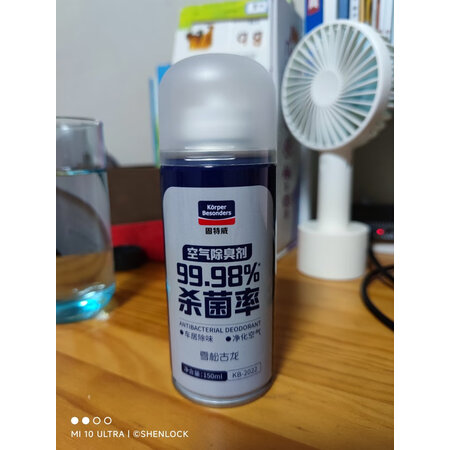 Körper
Besonders
固特威
空气除臭剂
99.98%
杀菌率
ANTIBACTERIAL DEODORANT
•车居除味 •净化空气
雪松古龙
净含量:150ml KB-2022
MI 10 ULTRA | ©SHENLOCK